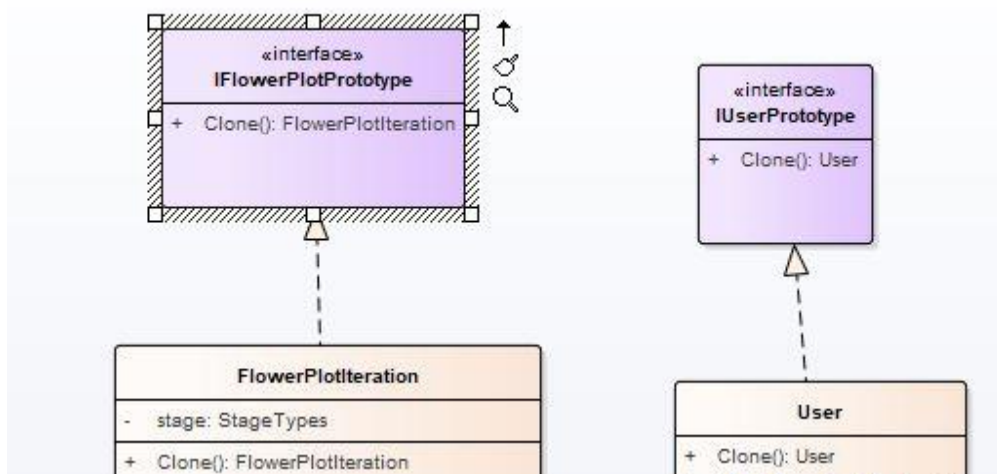 «interface»
IFlowerPlotPrototype
+ Clone(): FlowerPlotIteration
«interface»
IUserPrototype
+ Clone(): User
FlowerPlotIteration
- stage: StageTypes
+ Clone(): FlowerPlotIteration
User
+ Clone(): User